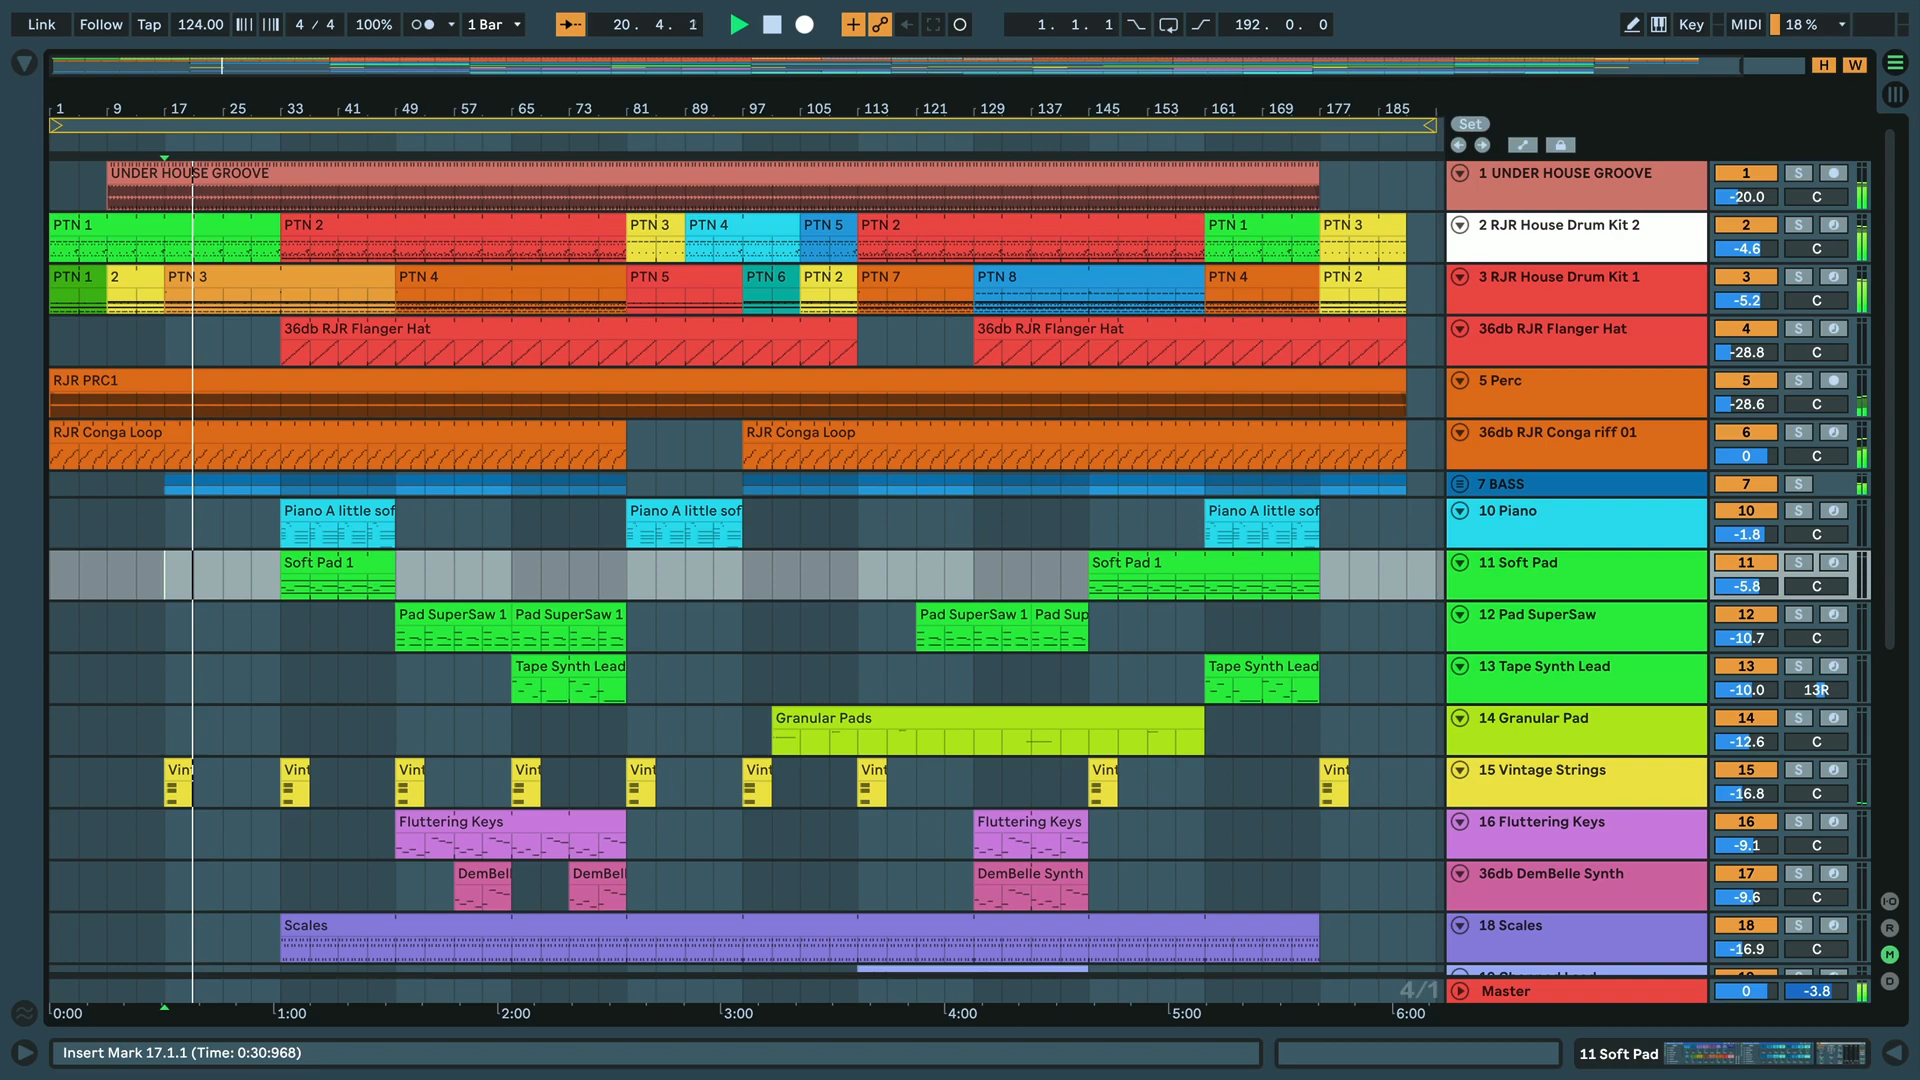 Link Follow Tap 124.00 4 / 4 100% 1 Bar 20. 4. 1 1. 1. 1 192. 0. 0 Key MIDI 18 %
H W
1 9 17 25 33 41 49 57 65 73 81 89 97 105 113 121 129 137 145 153 161 169 177 185
Set
UNDER HOUSE GROOVE 1 UNDER HOUSE GROOVE 1 S
-20.0 C
PTN 1 PTN 2 PTN 3 PTN 4 PTN 5 PTN 2 PTN 1 PTN 3 2 RJR House Drum Kit 2 2 S
-4.6 C
PTN 1 2 PTN 3 PTN 4 PTN 5 PTN 6 PTN 2 PTN 7 PTN 8 PTN 4 PTN 2 3 RJR House Drum Kit 1 3 S
-5.2 C
36db RJR Flanger Hat 36db RJR Flanger Hat 36db RJR Flanger Hat 4 S
-28.8 C
RJR PRC1 5 Perc 5 S
-28.6 C
RJR Conga Loop RJR Conga Loop 36db RJR Conga riff 01 6 S
0 C
7 BASS 7 S
Piano A little sof Piano A little sof Piano A little sof 10 Piano 10 S
-1.8 C
Soft Pad 1 Soft Pad 1 11 Soft Pad 11 S
-5.8 C
Pad SuperSaw 1 Pad SuperSaw 1 Pad SuperSaw 1 Pad Sup 12 Pad SuperSaw 12 S
-10.7 C
Tape Synth Lead Tape Synth Lead 13 Tape Synth Lead 13 S
-10.0 13R
Granular Pads 14 Granular Pad 14 S
-12.6 C
Vint Vint Vint Vint Vint Vint Vint Vint Vint 15 Vintage Strings 15 S
-16.8 C
Fluttering Keys Fluttering Keys 16 Fluttering Keys 16 S
-9.1 C
DemBell DemBell DemBelle Synth 36db DemBelle Synth 17 S
-9.6 C
Scales 18 Scales 18 S
-16.9 C
I·O
R
M
D
4/1 Master 0 -3.8
0:00 1:00 2:00 3:00 4:00 5:00 6:00
Insert Mark 17.1.1 (Time: 0:30:968) 11 Soft Pad